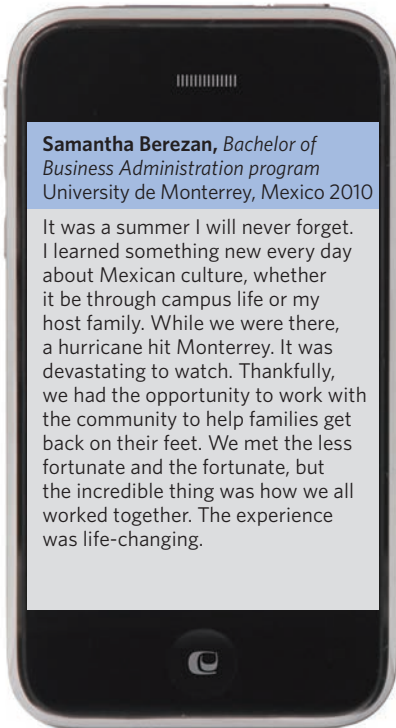 Samantha Berezan, Bachelor of
Business Administration program
University de Monterrey, Mexico 2010
It was a summer I will never forget.
I learned something new every day
about Mexican culture, whether
it be through campus life or my
host family. While we were there,
a hurricane hit Monterrey. It was
devastating to watch. Thankfully,
we had the opportunity to work with
the community to help families get
back on their feet. We met the less
fortunate and the fortunate, but
the incredible thing was how we all
worked together. The experience
was life-changing.